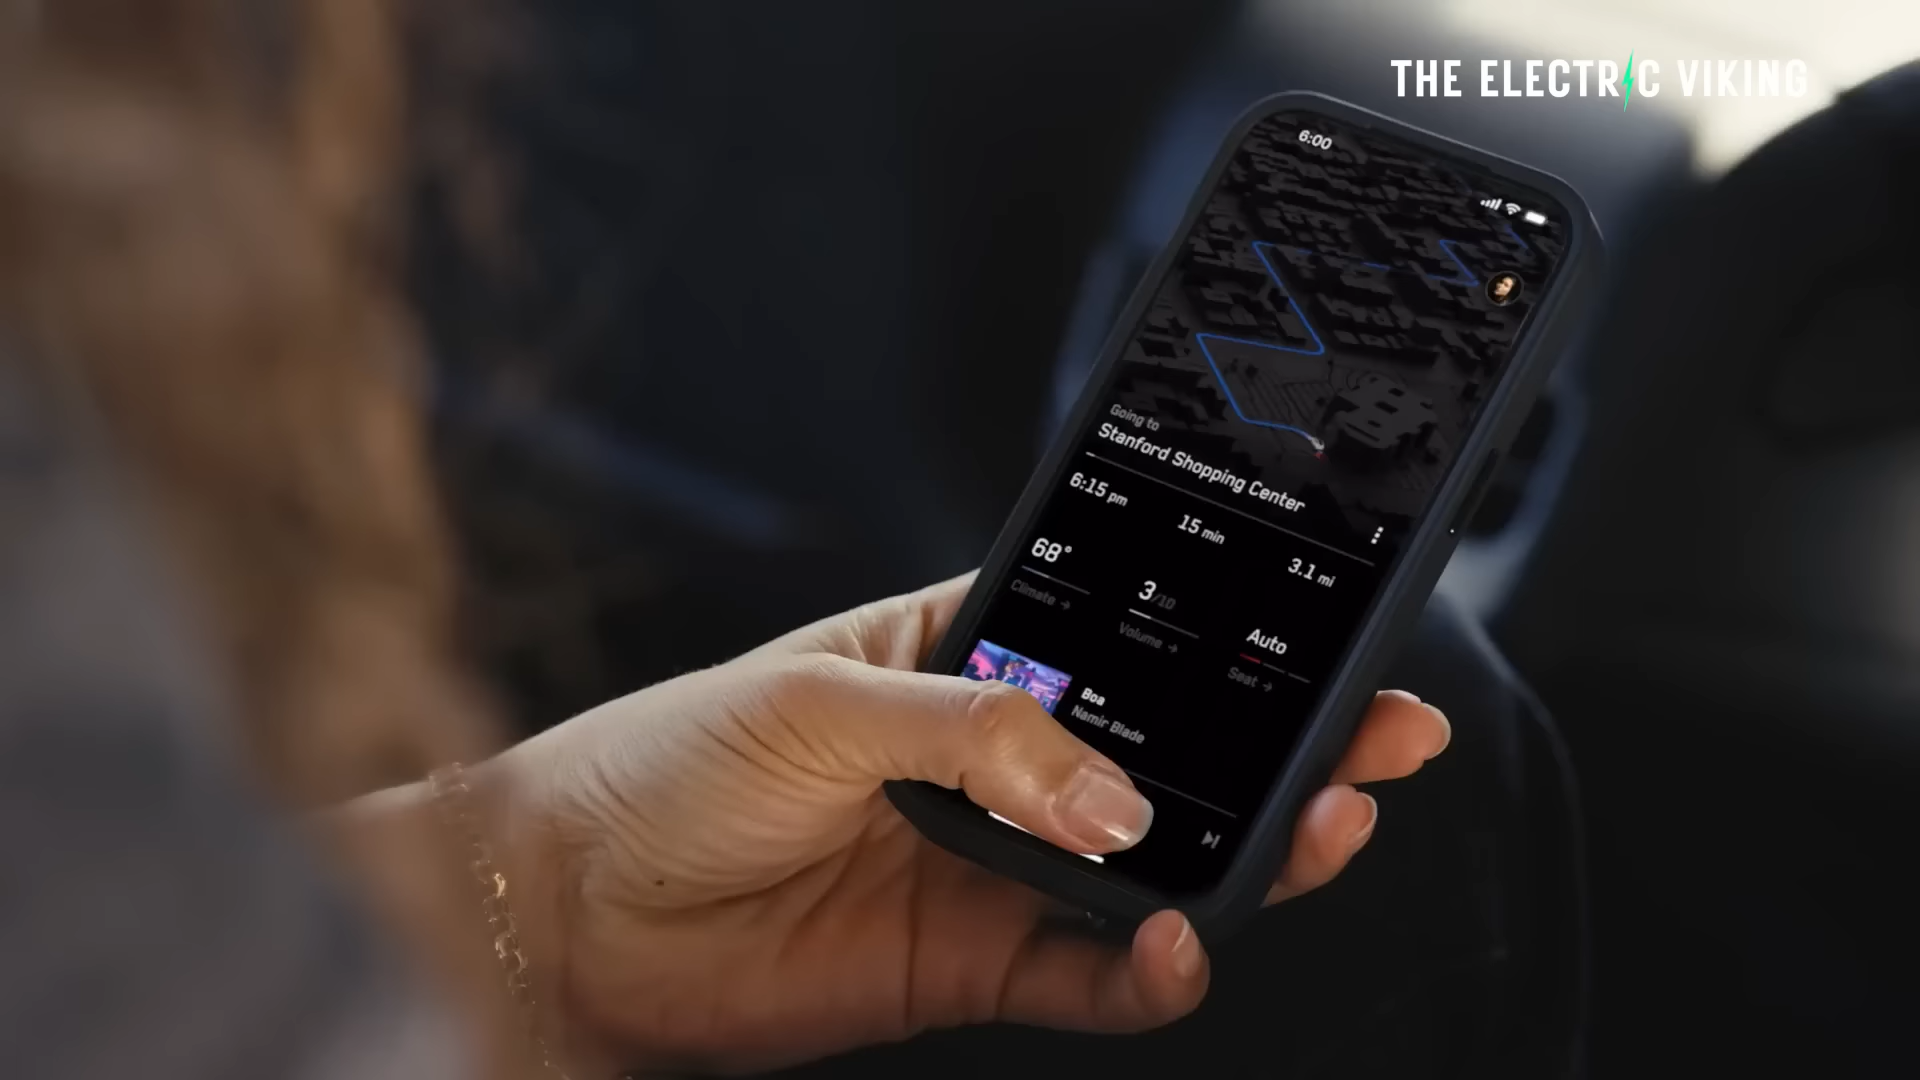 THE ELECTRIC VIKING
6:00
Going to
Stanford Shopping Center
6:15 pm
15 min
3.1 mi
68°
Climate →
3/10
Volume →
Auto
Seat →
Boa
Namir Blade